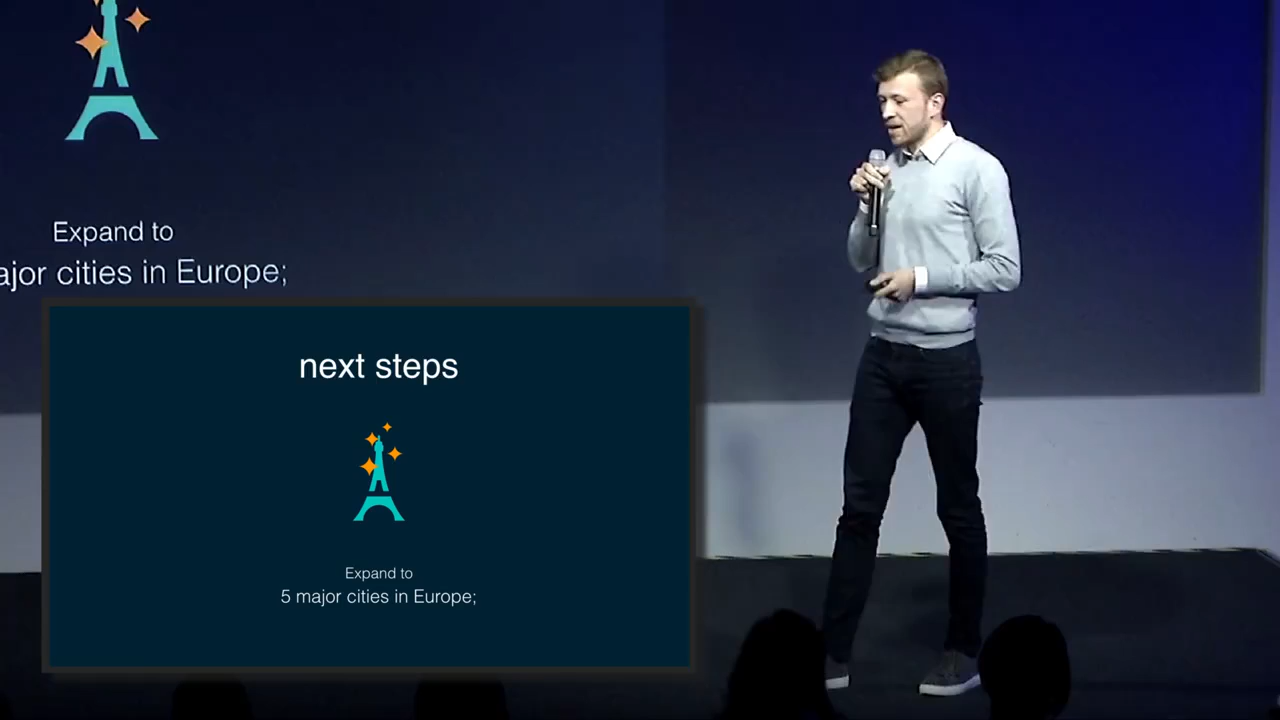 Expand to
ajor cities in Europe;
next steps
Expand to
5 major cities in Europe;